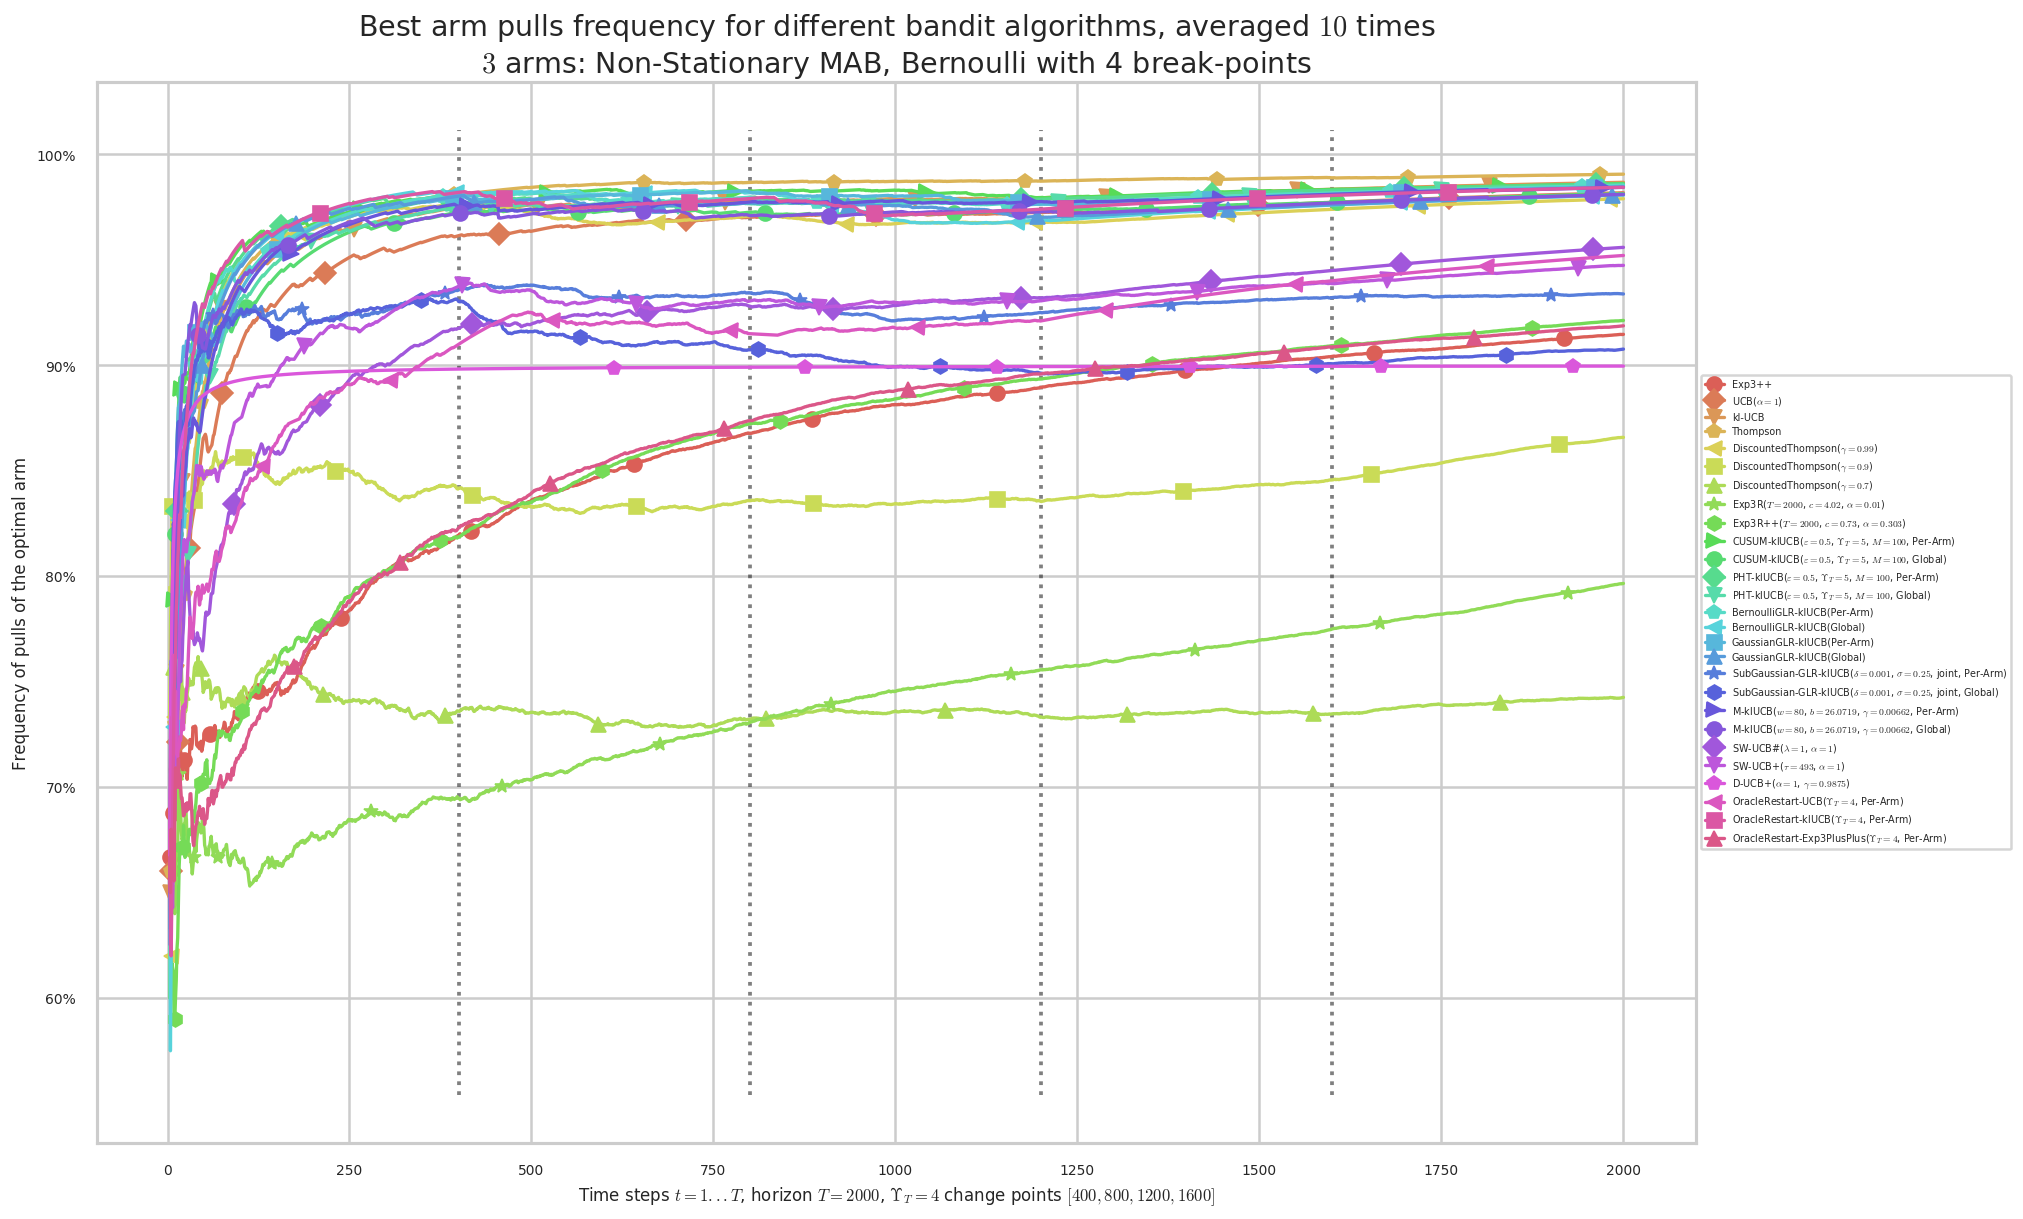 Best arm pulls frequency for different bandit algorithms, averaged 10 times
3 arms: Non-Stationary MAB, Bernoulli with 4 break-points
Frequency of pulls of the optimal arm
100%
90%
80%
70%
60%
0
250
500
750
1000
1250
1500
1750
2000
Time steps t = 1...T, horizon T = 2000, ϒ_T = 4 change points [400, 800, 1200, 1600]
Exp3++
UCB(α = 1)
kl-UCB
Thompson
DiscountedThompson(γ = 0.99)
DiscountedThompson(γ = 0.9)
DiscountedThompson(γ = 0.7)
Exp3R(T = 2000, c = 4.02, α = 0.01)
Exp3R++(T = 2000, c = 0.73, α = 0.303)
CUSUM-klUCB(ε = 0.5, ϒ_T = 5, M = 100, Per-Arm)
CUSUM-klUCB(ε = 0.5, ϒ_T = 5, M = 100, Global)
PHT-klUCB(ε = 0.5, ϒ_T = 5, M = 100, Per-Arm)
PHT-klUCB(ε = 0.5, ϒ_T = 5, M = 100, Global)
BernoulliGLR-klUCB(Per-Arm)
BernoulliGLR-klUCB(Global)
GaussianGLR-klUCB(Per-Arm)
GaussianGLR-klUCB(Global)
SubGaussian-GLR-klUCB(δ = 0.001, σ = 0.25, joint, Per-Arm)
SubGaussian-GLR-klUCB(δ = 0.001, σ = 0.25, joint, Global)
M-klUCB(w = 80, b = 26.0719, γ = 0.00662, Per-Arm)
M-klUCB(w = 80, b = 26.0719, γ = 0.00662, Global)
SW-UCB#(λ = 1, α = 1)
SW-UCB+(τ = 493, α = 1)
D-UCB+(α = 1, γ = 0.9875)
OracleRestart-UCB(ϒ_T = 4, Per-Arm)
OracleRestart-klUCB(ϒ_T = 4, Per-Arm)
OracleRestart-Exp3PlusPlus(ϒ_T = 4, Per-Arm)